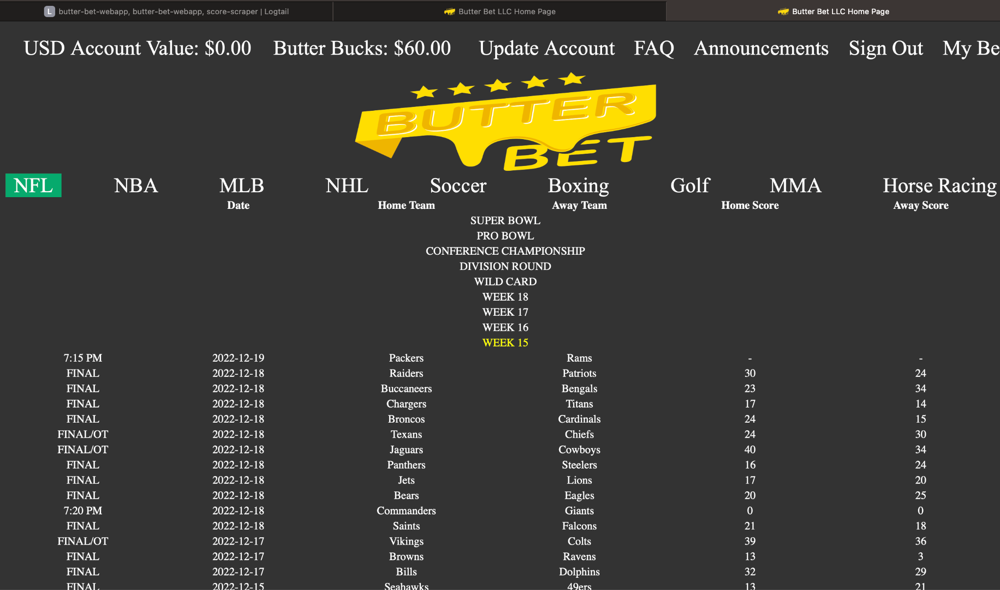 L butter-bet-webapp, butter-bet-webapp, score-scraper | Logtail Butter Bet LLC Home Page Butter Bet LLC Home Page
USD Account Value: $0.00 Butter Bucks: $60.00 Update Account FAQ Announcements Sign Out My Be
BUTTER
BET
NFL NBA MLB NHL Soccer Boxing Golf MMA Horse Racing
Date Home Team Away Team Home Score Away Score
SUPER BOWL
PRO BOWL
CONFERENCE CHAMPIONSHIP
DIVISION ROUND
WILD CARD
WEEK 18
WEEK 17
WEEK 16
WEEK 15
7:15 PM 2022-12-19 Packers Rams - -
FINAL 2022-12-18 Raiders Patriots 30 24
FINAL 2022-12-18 Buccaneers Bengals 23 34
FINAL 2022-12-18 Chargers Titans 17 14
FINAL 2022-12-18 Broncos Cardinals 24 15
FINAL/OT 2022-12-18 Texans Chiefs 24 30
FINAL/OT 2022-12-18 Jaguars Cowboys 40 34
FINAL 2022-12-18 Panthers Steelers 16 24
FINAL 2022-12-18 Jets Lions 17 20
FINAL 2022-12-18 Bears Eagles 20 25
7:20 PM 2022-12-18 Commanders Giants 0 0
FINAL 2022-12-18 Saints Falcons 21 18
FINAL/OT 2022-12-17 Vikings Colts 39 36
FINAL 2022-12-17 Browns Ravens 13 3
FINAL 2022-12-17 Bills Dolphins 32 29
FINAL 2022-12-15 Seahawks 49ers 13 21